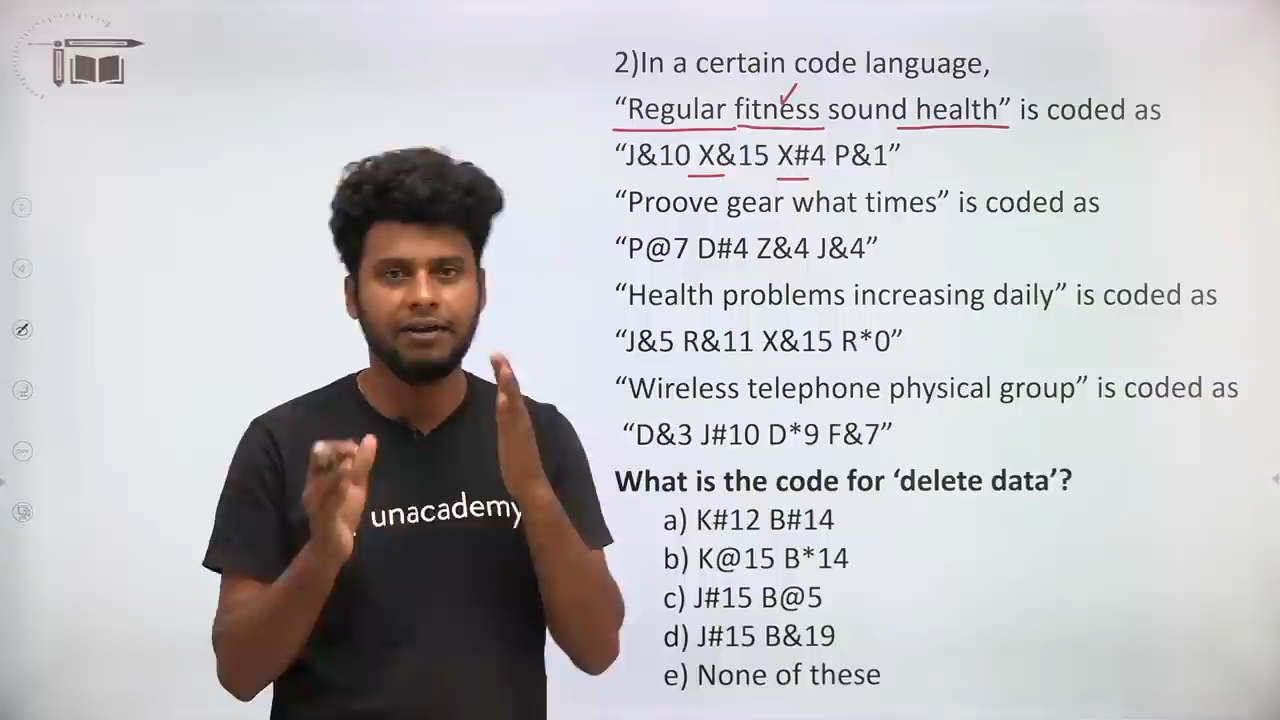 2)In a certain code language,
“Regular fitness sound health” is coded as
“J&10 X&15 X#4 P&1”
“Proove gear what times” is coded as
“P@7 D#4 Z&4 J&4”
“Health problems increasing daily” is coded as
“J&5 R&11 X&15 R*0”
“Wireless telephone physical group” is coded as
“D&3 J#10 D*9 F&7”
What is the code for ‘delete data’?
a) K#12 B#14
b) K@15 B*14
c) J#15 B@5
d) J#15 B&19
e) None of these
unacademy